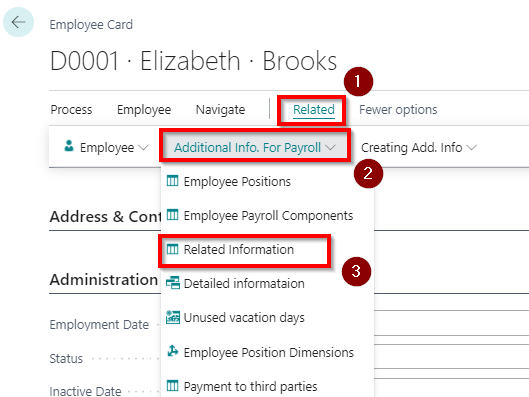 Employee Card
D0001 · Elizabeth · Brooks
1
Process Employee Navigate Related Fewer options
Employee Additional Info. For Payroll Creating Add. Info
2
Employee Positions
Address & Cont
Employee Payroll Components
Related Information
3
Administration
Detailed informataion
Unused vacation days
Employment Date
Employee Position Dimensions
Status
Payment to third parties
Inactive Date